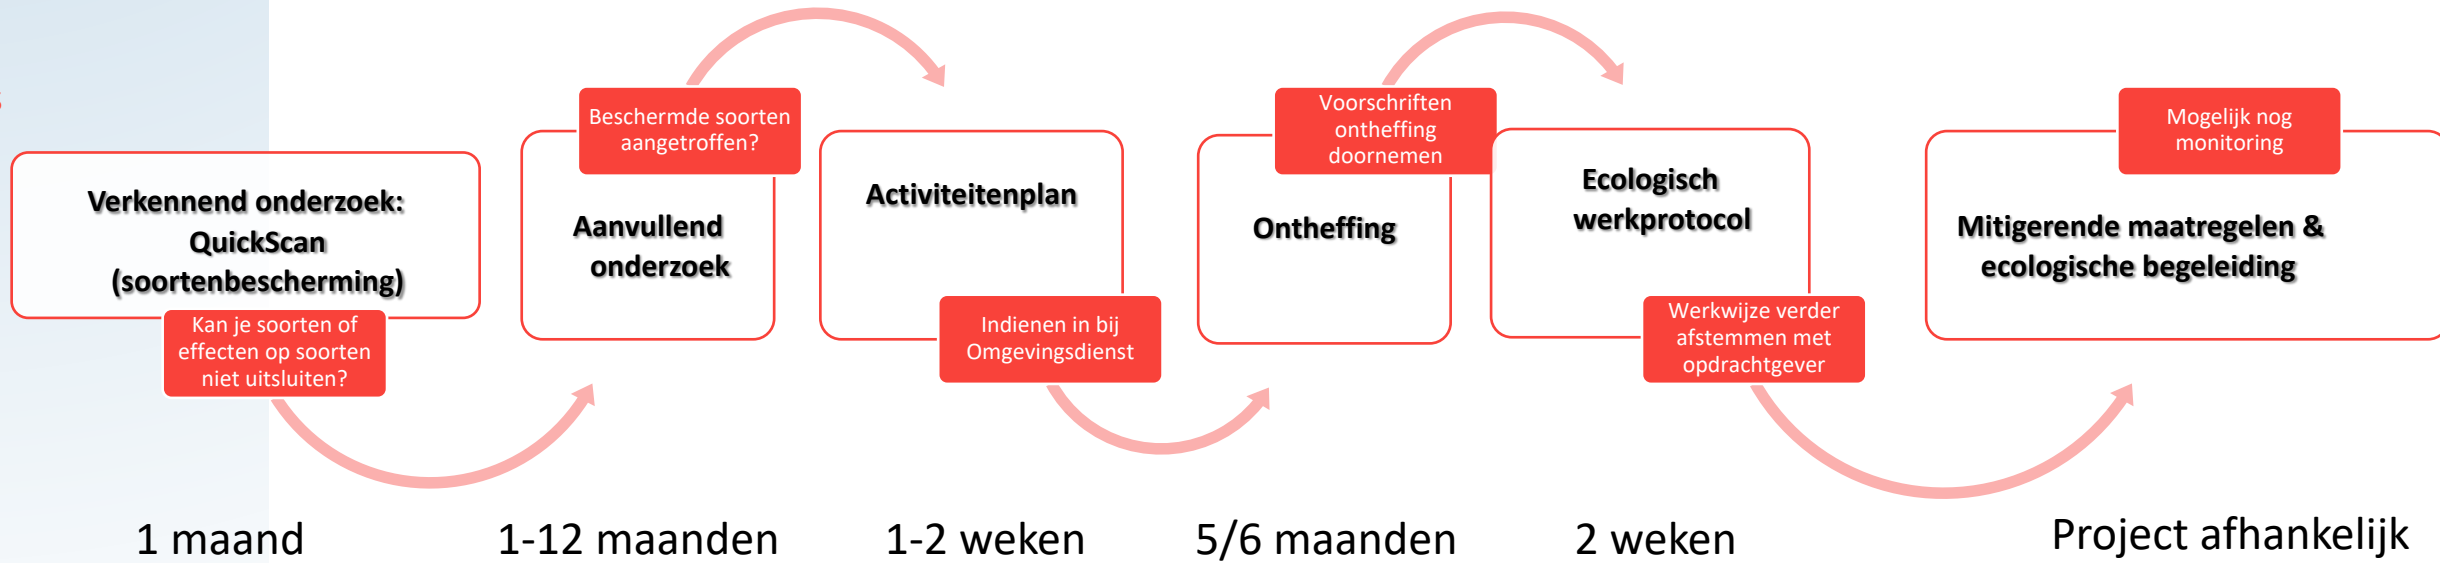 Verkennend onderzoek:
QuickScan
(soortenbescherming)
Kan je soorten of
effecten op soorten
niet uitsluiten?
Beschermde soorten
aangetroffen?
Aanvullend
onderzoek
Activiteitenplan
Indienen in bij
Omgevingsdienst
Voorschriften
ontheffing
doornemen
Ontheffing
Ecologisch
werkprotocol
Werkwijze verder
afstemmen met
opdrachtgever
Mogelijk nog
monitoring
Mitigerende maatregelen &
ecologische begeleiding
1 maand
1-12 maanden
1-2 weken
5/6 maanden
2 weken
Project afhankelijk